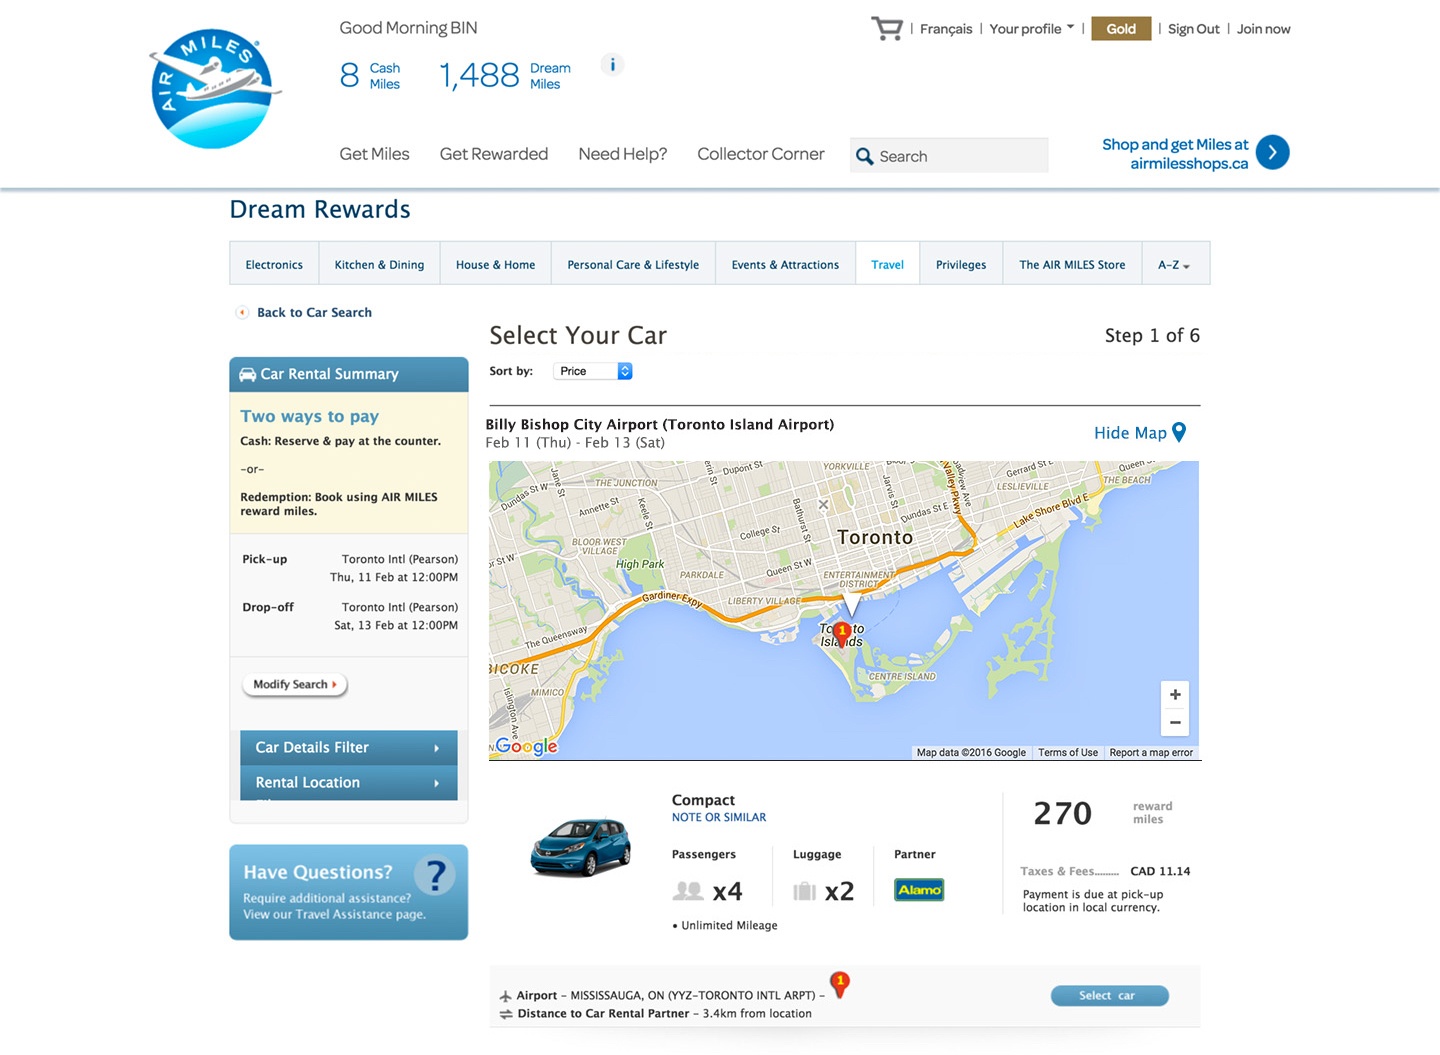 AIR MILES
Good Morning BIN
8 Cash Miles
1,488 Dream Miles
i
Français
Your profile
Gold
Sign Out
Join now
Get Miles
Get Rewarded
Need Help?
Collector Corner
Search
Shop and get Miles at
airmilesshops.ca
Dream Rewards
Electronics
Kitchen & Dining
House & Home
Personal Care & Lifestyle
Events & Attractions
Travel
Privileges
The AIR MILES Store
A-Z
Back to Car Search
Car Rental Summary
Two ways to pay
Cash: Reserve & pay at the counter.
-or-
Redemption: Book using AIR MILES
reward miles.
Pick-up Toronto Intl (Pearson)
Thu, 11 Feb at 12:00PM
Drop-off Toronto Intl (Pearson)
Sat, 13 Feb at 12:00PM
Modify Search
Car Details Filter
Rental Location
Have Questions?
?
Require additional assistance?
View our Travel Assistance page.
Select Your Car
Step 1 of 6
Sort by: Price
Billy Bishop City Airport (Toronto Island Airport)
Feb 11 (Thu) - Feb 13 (Sat)
Hide Map
Dupont St
YORKVILLE
Bloor St
Gerrard St E
Queen St
THE BEACH
THE JUNCTION
Jane St
Dundas St W
Annette St
Keele St
Bathurst St
Jarvis St
Valley Pkwy
LESLIEVILLE
Dundas St E
Lake Shore Blvd E
College St
Toronto
BLOOR WEST
VILLAGE
High Park
Queen St W
PARKDALE
ENTERTAINMENT
DISTRICT
Gardiner Expy
LIBERTY VILLAGE
The Queensway
1
Islands
BICOKE
MIMICO
CENTRE ISLAND
Islington Ave
+
−
Google
Map data ©2016 Google
Terms of Use
Report a map error
Compact
NOTE OR SIMILAR
Passengers
Luggage
Partner
x4
x2
Alamo
• Unlimited Mileage
270 reward
miles
Taxes & Fees......... CAD 11.14
Payment is due at pick-up
location in local currency.
Airport – MISSISSAUGA, ON (YYZ-TORONTO INTL ARPT) –
1
Distance to Car Rental Partner – 3.4km from location
Select car